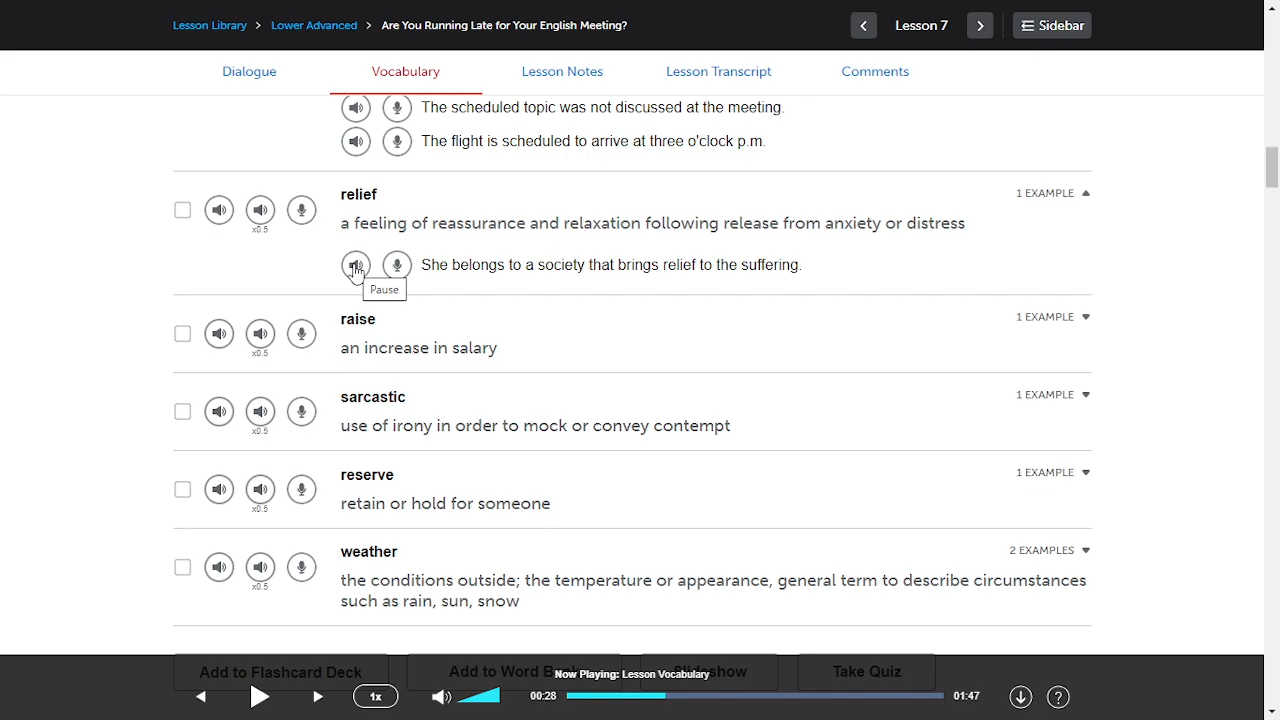 Lesson Library > Lower Advanced > Are You Running Late for Your English Meeting?
Lesson 7
Sidebar
Dialogue
Vocabulary
Lesson Notes
Lesson Transcript
Comments
The scheduled topic was not discussed at the meeting.
The flight is scheduled to arrive at three o'clock p.m.
relief
1 EXAMPLE
x0.5
a feeling of reassurance and relaxation following release from anxiety or distress
She belongs to a society that brings relief to the suffering.
Pause
raise
1 EXAMPLE
x0.5
an increase in salary
sarcastic
1 EXAMPLE
x0.5
use of irony in order to mock or convey contempt
reserve
1 EXAMPLE
x0.5
retain or hold for someone
weather
2 EXAMPLES
x0.5
the conditions outside; the temperature or appearance, general term to describe circumstances
such as rain, sun, snow
Add to Flashcard Deck
Add to Word Bank
Slideshow
Take Quiz
Now Playing: Lesson Vocabulary
1x
00:28
01:47
?